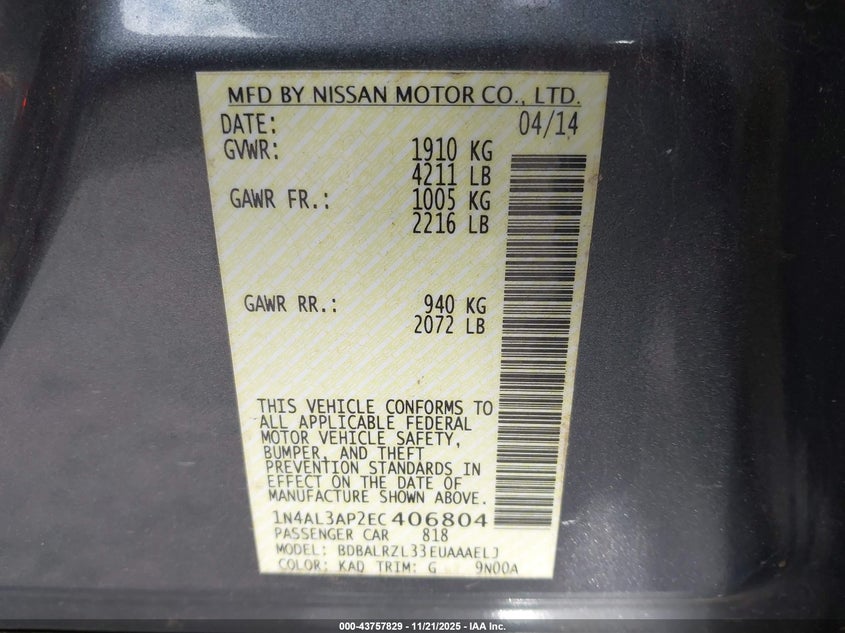 MFD BY NISSAN MOTOR CO., LTD.
DATE: 04/14
GVWR: 1910 KG
4211 LB
GAWR FR.: 1005 KG
2216 LB
GAWR RR.: 940 KG
2072 LB
THIS VEHICLE CONFORMS TO
ALL APPLICABLE FEDERAL
MOTOR VEHICLE SAFETY,
BUMPER, AND THEFT
PREVENTION STANDARDS IN
EFFECT ON THE DATE OF
MANUFACTURE SHOWN ABOVE.
1N4AL3AP2EC406804
PASSENGER CAR 818
MODEL: BDBALRZL33EUAAAELJ
COLOR: KAD TRIM: G 9N00A
000-43757829 - 11/21/2025 - IAA Inc.